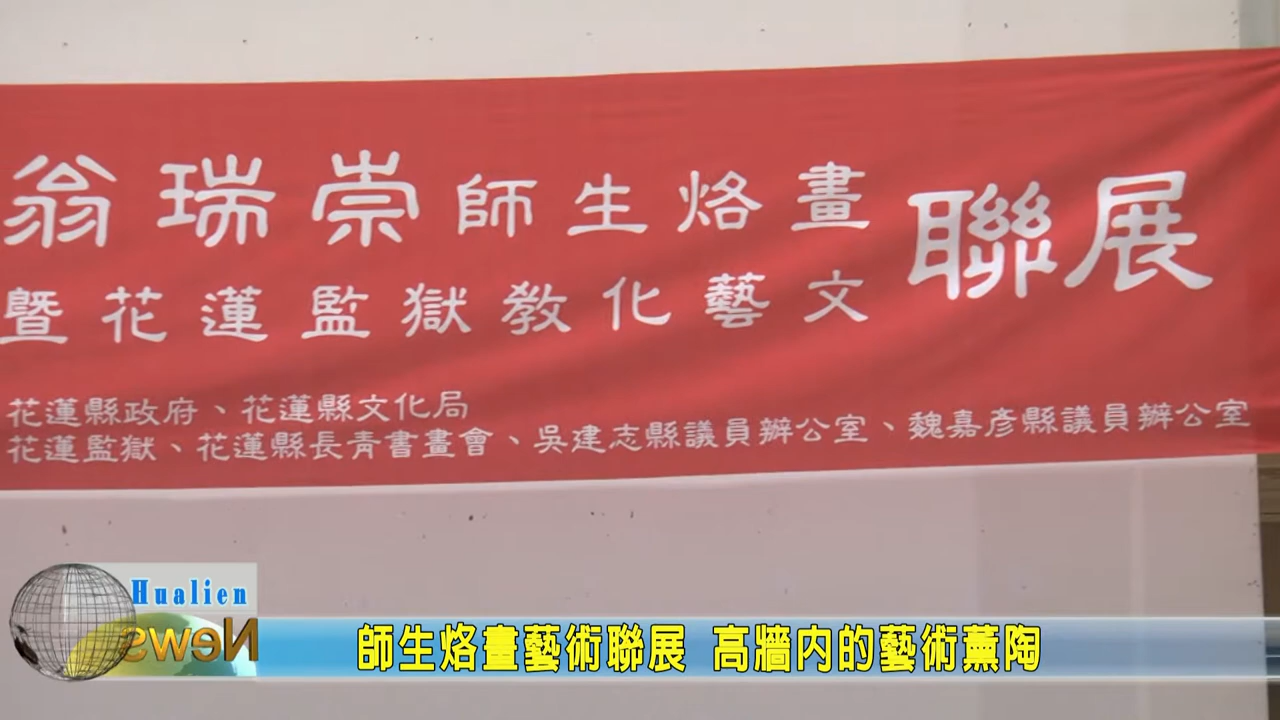 翁瑞崇師生烙畫聯展
暨花蓮監獄教化藝文
花蓮縣政府、花蓮縣文化局
花蓮監獄、花蓮縣長青書畫會、吳建志縣議員辦公室、魏嘉彥縣議員辦公室
Hualien
News
師生烙畫藝術聯展 高牆内的藝術薰陶